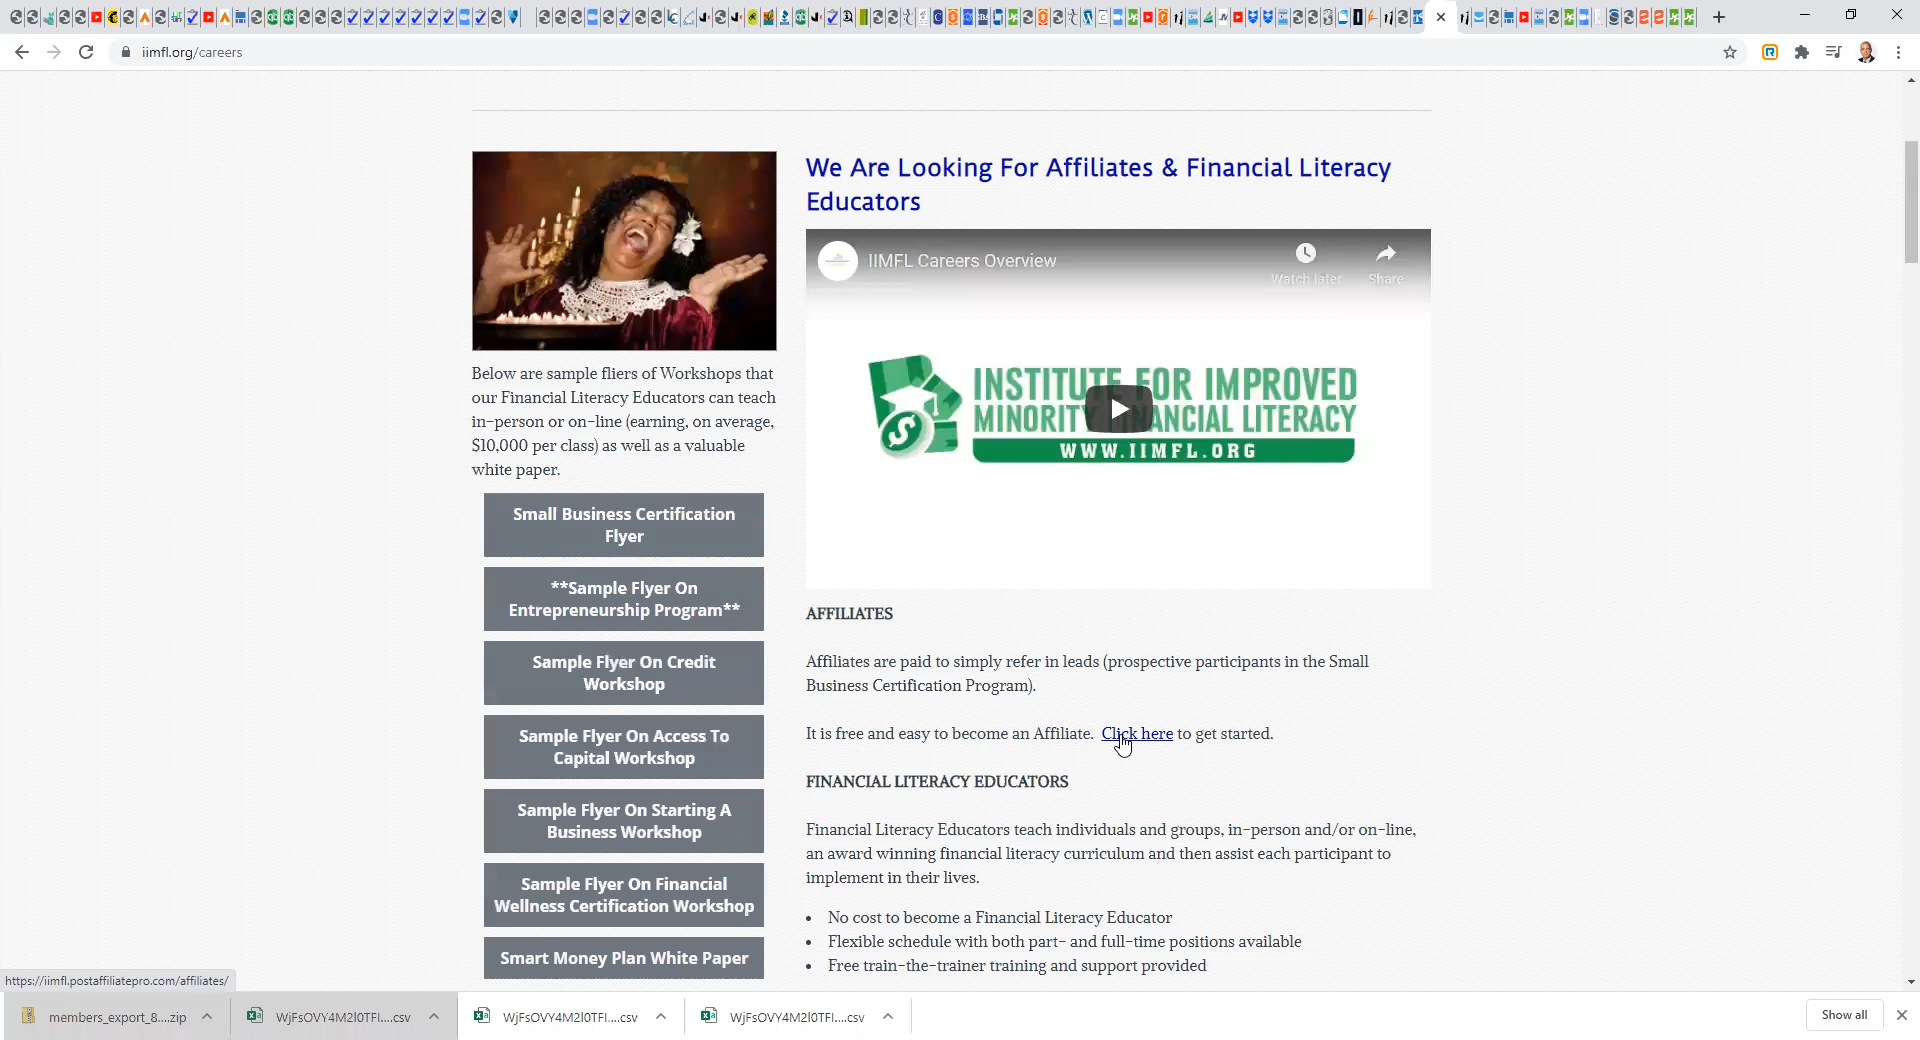 iimfl.org/careers
We Are Looking For Affiliates & Financial Literacy
Educators
IIMFL Careers Overview
Watch later
Share
INSTITUTE FOR IMPROVED
MINORITY FINANCIAL LITERACY
WWW.IIMFL.ORG
Below are sample fliers of Workshops that
our Financial Literacy Educators can teach
in-person or on-line (earning, on average,
$10,000 per class) as well as a valuable
white paper.
Small Business Certification
Flyer
**Sample Flyer On
Entrepreneurship Program**
Sample Flyer On Credit
Workshop
Sample Flyer On Access To
Capital Workshop
Sample Flyer On Starting A
Business Workshop
Sample Flyer On Financial
Wellness Certification Workshop
Smart Money Plan White Paper
AFFILIATES
Affiliates are paid to simply refer in leads (prospective participants in the Small
Business Certification Program).
It is free and easy to become an Affiliate. Click here to get started.
FINANCIAL LITERACY EDUCATORS
Financial Literacy Educators teach individuals and groups, in-person and/or on-line,
an award winning financial literacy curriculum and then assist each participant to
implement in their lives.
• No cost to become a Financial Literacy Educator
• Flexible schedule with both part- and full-time positions available
• Free train-the-trainer training and support provided
https://iimfl.postaffiliatepro.com/affiliates/
members_export_8....zip
WjFsOVY4M2l0TFI....csv
WjFsOVY4M2l0TFI....csv
WjFsOVY4M2l0TFI....csv
Show all